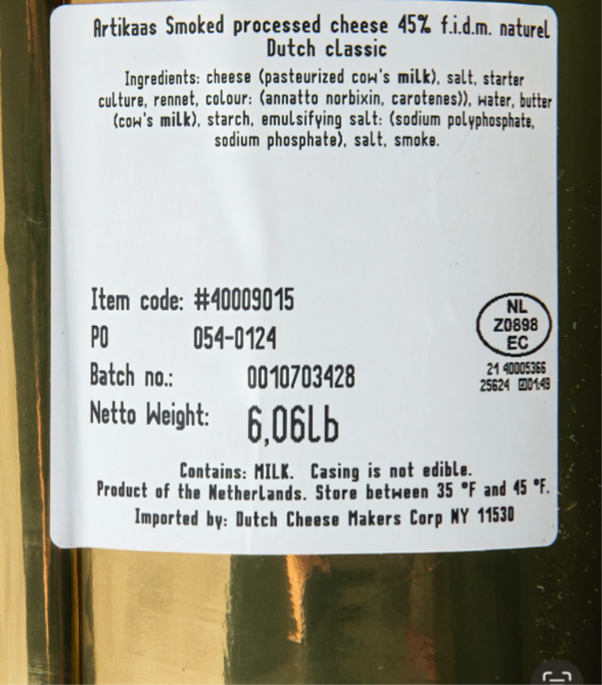 Artikaas Smoked processed cheese 45% f.i.d.m. naturel
Dutch classic
Ingredients: cheese (pasteurized cow's milk), salt, starter
culture, rennet, colour: (annatto norbixin, carotenes)), water, butter
(cow's milk), starch, emulsifying salt: (sodium polyphosphate,
sodium phosphate), salt, smoke.
Item code: #40009015
PO 054-0124
Batch no.: 0010703428
Netto Weight: 6,06Lb
NL
Z0898
EC
21 40005366
25624 01:49
Contains: MILK. Casing is not edible.
Product of the Netherlands. Store between 35 °F and 45 °F.
Imported by: Dutch Cheese Makers Corp NY 11530